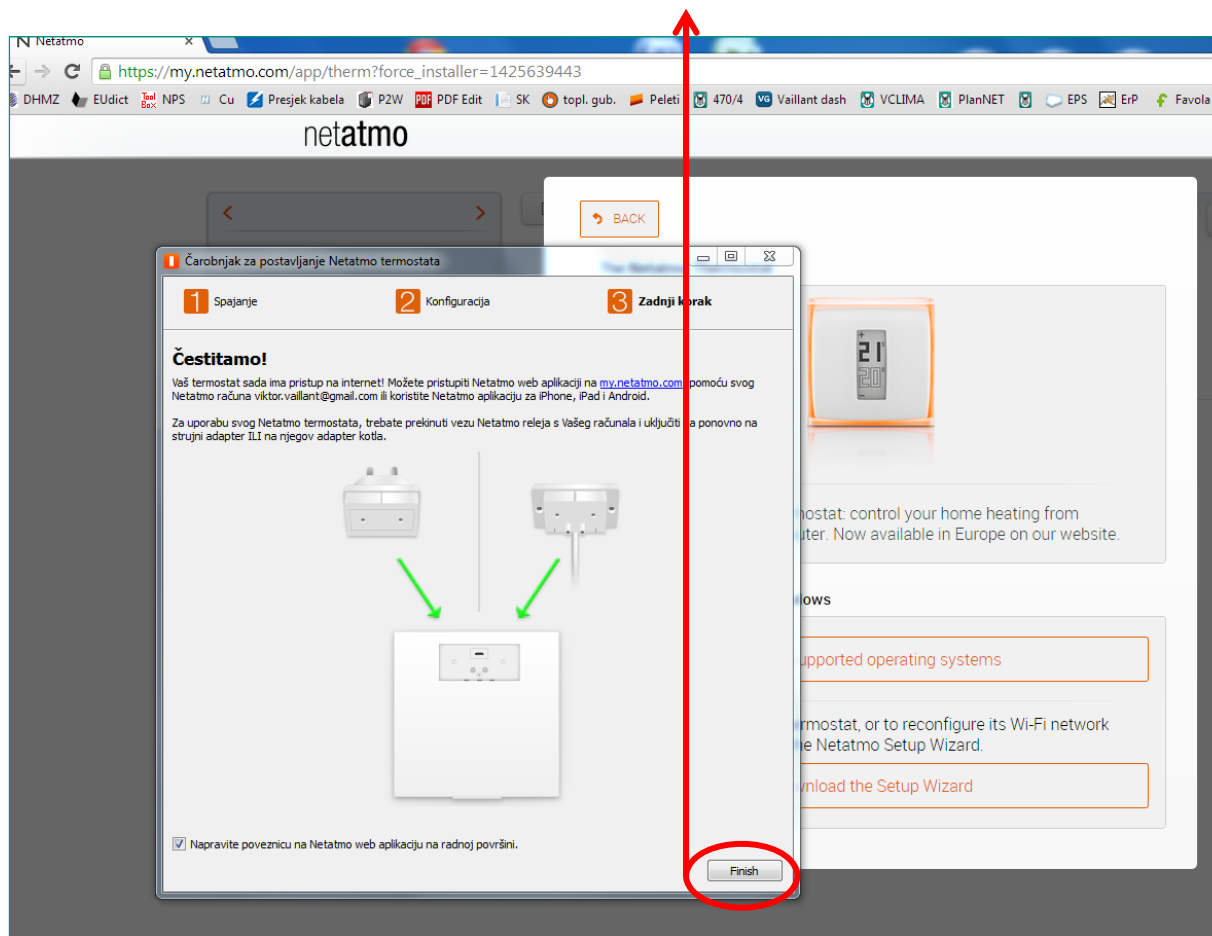 Netatmo
https://my.netatmo.com/app/therm?force_installer=1425639443
DHMZ EUdict NPS Cu Presjek kabela P2W PDF Edit SK topl. gub. Peleti 470/4 Vaillant dash VCLIMA PlanNET EPS ErP Favola
netatmo
BACK
The Netatmo Thermostat
Čarobnjak za postavljanje Netatmo termostata
1 Spajanje 2 Konfiguracija 3 Zadnji korak
Čestitamo!
Vaš termostat sada ima pristup na internet! Možete pristupiti Netatmo web aplikaciji na my.netatmo.com pomoću svog
Netatmo računa viktor.vaillant@gmail.com ili koristite Netatmo aplikaciju za iPhone, iPad i Android.
Za uporabu svog Netatmo termostata, trebate prekinuti vezu Netatmo releja s Vašeg računala i uključiti ponovno na
strujni adapter ILI na njegov adapter kotla.
21
20
nostat: control your home heating from
uter. Now available in Europe on our website.
lows
upported operating systems
rmostat, or to reconfigure its Wi-Fi network
e Netatmo Setup Wizard.
wnload the Setup Wizard
Napravite poveznicu na Netatmo web aplikaciju na radnoj površini.
Finish